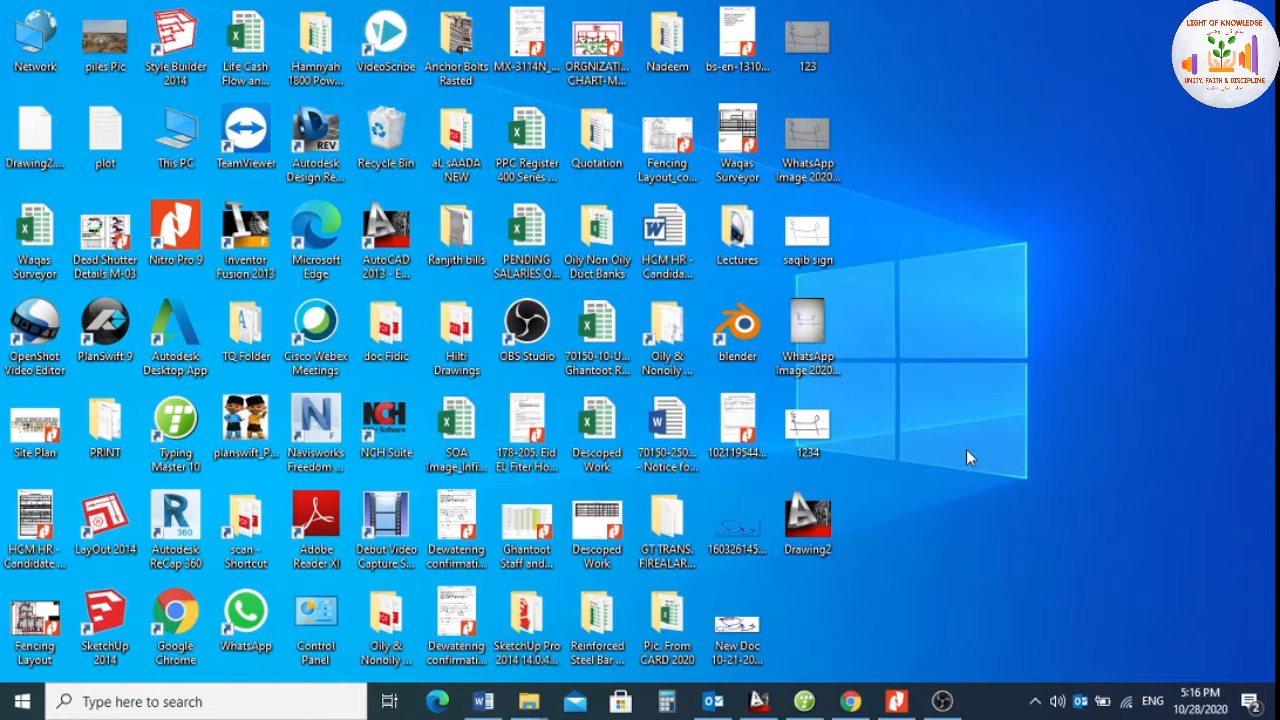 Network
piles Pic
Style Builder
2014
Life Cash
Flow an...
Hamriyah
1800 Pow...
VideoScribe
Anchor Bolts
Rasted
MX-3114N_...
ORGNIZATI...
CHART-M...
Nadeem
bs-en-1310...
123
LIGHT OF KNOWLEDGE
UNITY, FAITH & DISCIPLINE
Drawing2....
plot
This PC
TeamViewer
Autodesk
Design Re...
Recycle Bin
aL sAADA
NEW
PPC Register
400 Series ...
Quotation
Fencing
Layout_co...
Waqas
Surveyor
WhatsApp
Image 2020...
Waqas
Surveyor
Dead Shutter
Details M-03
Nitro Pro 9
Inventor
Fusion 2013
Microsoft
Edge
AutoCAD
2013 - E...
Ranjith bills
PENDING
SALARIES O...
Oily Non Oily
Duct Banks
HCM HR -
Candida...
Lectures
saqib sign
OpenShot
Video Editor
PlanSwift 9
Autodesk
Desktop App
TQ Folder
Cisco Webex
Meetings
doc Fidic
Hilti
Drawings
OBS Studio
70150-10-U...
Ghantoot R...
Oily &
Nonoily ...
blender
WhatsApp
Image 2020...
Site Plan
PRINT
Typing
Master 10
planswift_P...
Navisworks
Freedom ...
NCH Suite
SOA
Image_Infi...
178-205. Eid
EL Fiter Ho...
Descoped
Work
70150-250...
- Notice fo...
102119544...
1234
HCM HR -
Candidate ...
LayOut 2014
Autodesk
ReCap 360
scan -
Shortcut
Adobe
Reader XI
Debut Video
Capture S...
Dewatering
confirmati...
Ghantoot
Staff and...
Descoped
Work
GT TRANS.
FIREALAR...
160326145...
Drawing2
Fencing
Layout
SketchUp
2014
Google
Chrome
WhatsApp
Control
Panel
Oily &
Nonoily ...
Dewatering
confirmati...
SketchUp Pro
2014 14.0.4...
Reinforced
Steel Bar ...
Pic. From
CARD 2020
New Doc
10-21-20...
Type here to search
ENG
5:16 PM
10/28/2020
2